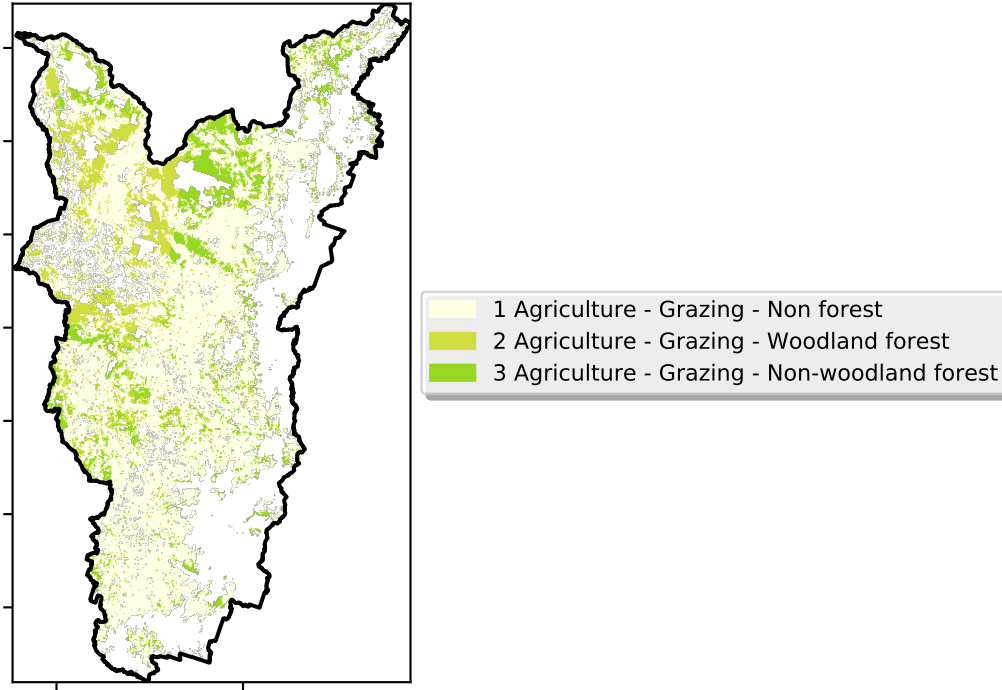 1 Agriculture - Grazing - Non forest
2 Agriculture - Grazing - Woodland forest
3 Agriculture - Grazing - Non-woodland forest